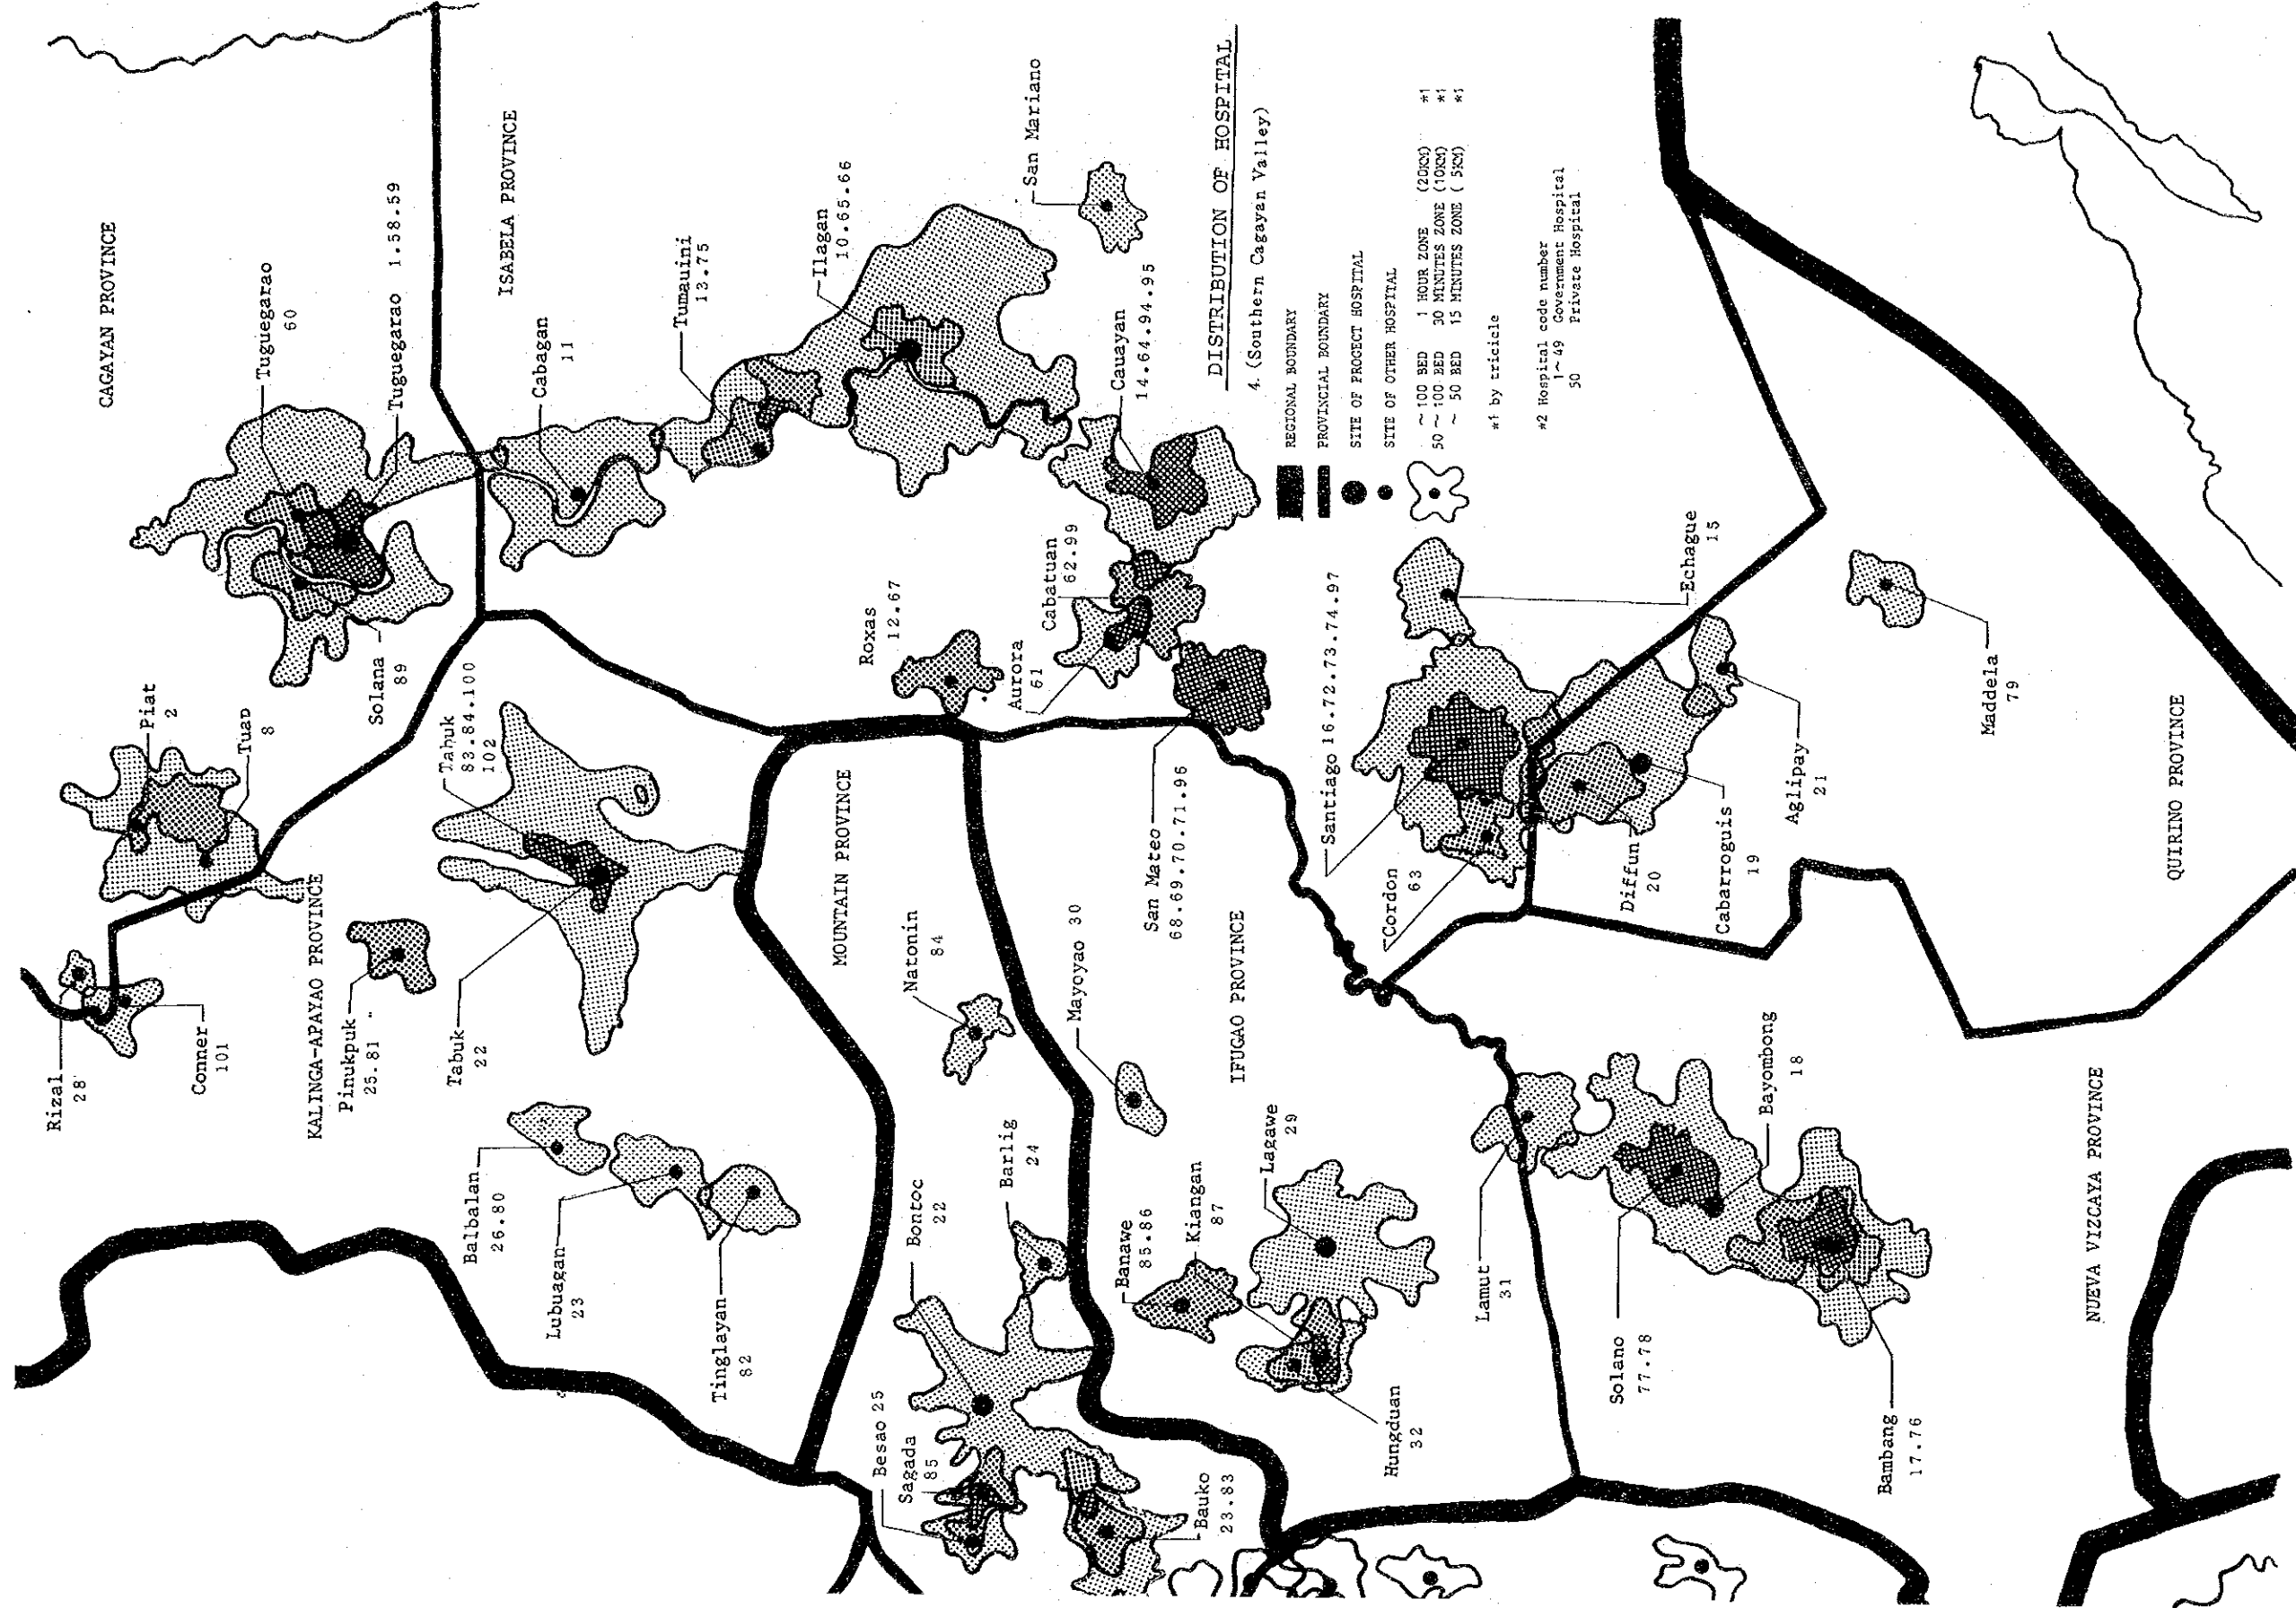 DISTRIBUTION OF HOSPITAL
4. (Southern Cagayan Valley)
REGIONAL BOUNDARY
PROVINCIAL BOUNDARY
SITE OF PROGECT HOSPITAL
SITE OF OTHER HOSPITAL
~ 100 BED 1 HOUR ZONE (20KM) *1
50 ~ 100 BED 30 MINUTES ZONE (10KM) *1
~ 50 BED 15 MINUTES ZONE ( 5KM) *1
*1 by tricicle
*2 Hospital code number
1~ 49 Government Hospital
50 Private Hospital
CAGAYAN PROVINCE
Tuguegarao
60
Tuguegarao 1.58.59
Solana
89
Piat
2
Tuao
8
ISABELA PROVINCE
Cabagan
11
Tumauini
13.75
Ilagan
10.65.66
San Mariano
Cauayan
14.64.94.95
Cabatuan
62.99
Aurora
61
Roxas
12.67
San Mateo
68.69.70.71.96
Santiago 16.72.73.74.97
Echague
15
Cordon
63
KALINGA-APAYAO PROVINCE
Rizal
28
Conner
101
Pinukpuk
25.81
Tabuk
83.84.100
102
Tabuk
22
Balbalan
26.80
Lubuagan
23
Tinglayan
82
MOUNTAIN PROVINCE
Natonin
84
Barlig
24
Bontoc
22
Besao 25
Sagada
85
Bauko
23.83
IFUGAO PROVINCE
Mayoyao 30
Banawe
85.86
Kiangan
87
Lagawe
29
Hungduan
32
Lamut
31
QUIRINO PROVINCE
Diffun
20
Cabarroguis
19
Aglipay
21
Maddela
79
NUEVA VIZCAYA PROVINCE
Solano
77.78
Bayombong
18
Bambang
17.76